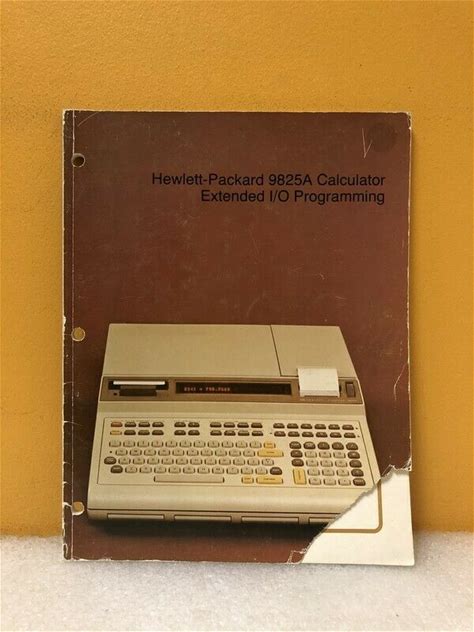 Hewlett-Packard 9825A Calculator
Extended I/O Programming